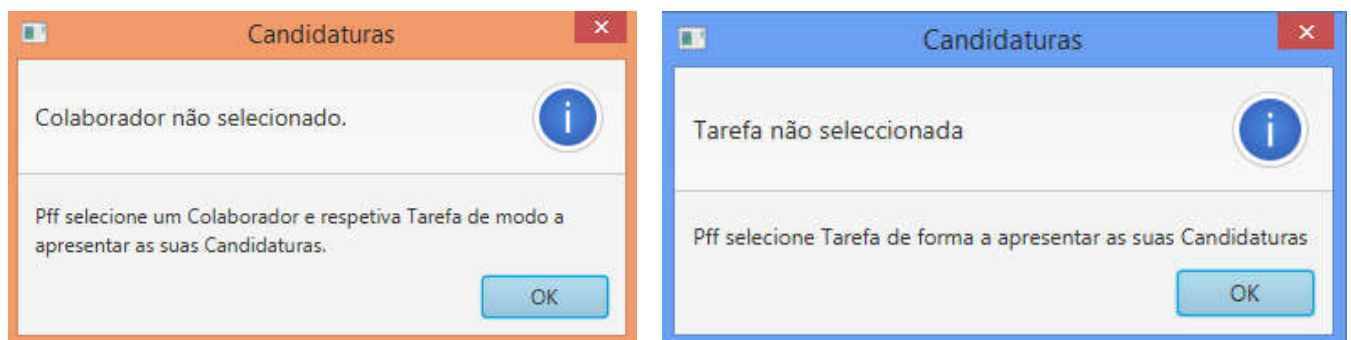 Candidaturas
Colaborador não selecionado.
Pff selecione um Colaborador e respetiva Tarefa de modo a
apresentar as suas Candidaturas.
OK
Candidaturas
Tarefa não seleccionada
Pff selecione Tarefa de forma a apresentar as suas Candidaturas
OK